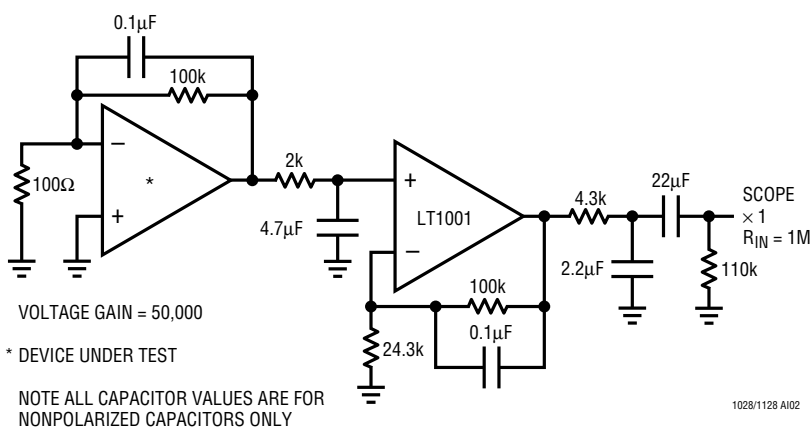 0.1µF
100k
100Ω
−
+
*
2k
4.7µF
+
−
LT1001
4.3k
22µF
2.2µF
110k
SCOPE
× 1
RIN = 1M
100k
0.1µF
24.3k
VOLTAGE GAIN = 50,000
* DEVICE UNDER TEST
NOTE ALL CAPACITOR VALUES ARE FOR
NONPOLARIZED CAPACITORS ONLY
1028/1128 AI02